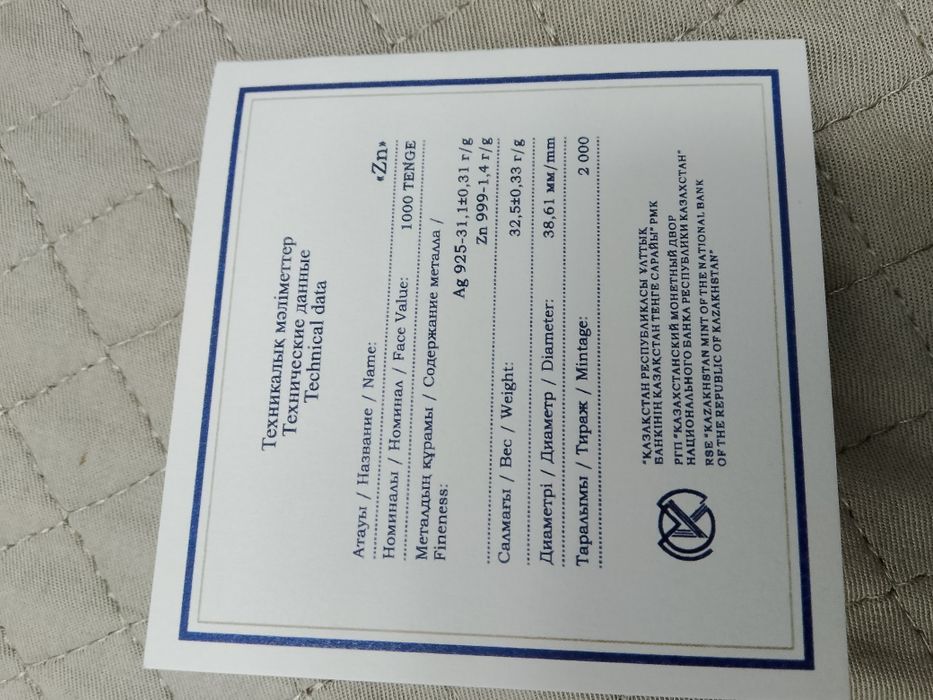 Техникалық мәліметтер
Технические данные
Technical data
Атауы / Название / Name: «Zn»
Номиналы / Номинал / Face Value: 1000 TENGE
Металдың құрамы / Содержание металла /
Fineness: Ag 925-31,1±0,31 г/g
Zn 999-1,4 г/g
Салмағы / Вес / Weight: 32,5±0,33 г/g
Диаметрі / Диаметр / Diameter: 38,61 мм/mm
Таралымы / Тираж / Mintage: 2 000
"ҚАЗАҚСТАН РЕСПУБЛИКАСЫ ҰЛТТЫҚ
БАНКІНІҢ ҚАЗАҚСТАН ТЕҢГЕ САРАЙЫ" РМК
РГП "КАЗАХСТАНСКИЙ МОНЕТНЫЙ ДВОР
НАЦИОНАЛЬНОГО БАНКА РЕСПУБЛИКИ КАЗАХСТАН"
RSE "KAZAKHSTAN MINT OF THE NATIONAL BANK
OF THE REPUBLIC OF KAZAKHSTAN"